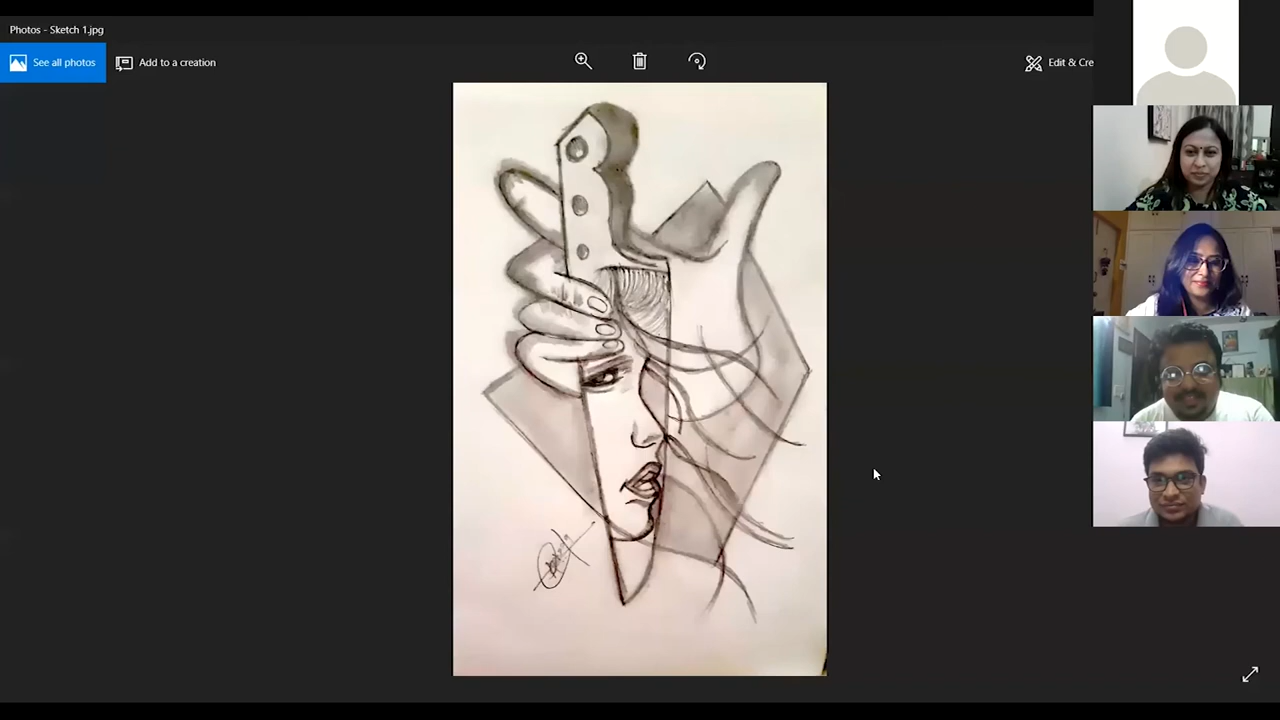 Photos - Sketch 1.jpg
See all photos
Add to a creation
Edit & Cre